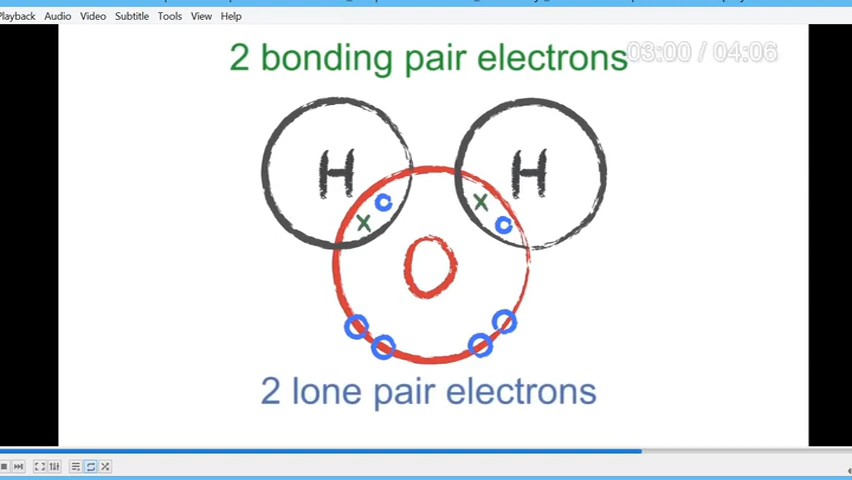 Playback Audio Video Subtitle Tools View Help
2 bonding pair electrons
03:00 / 04:06
H
H
x o
x o
O
2 lone pair electrons